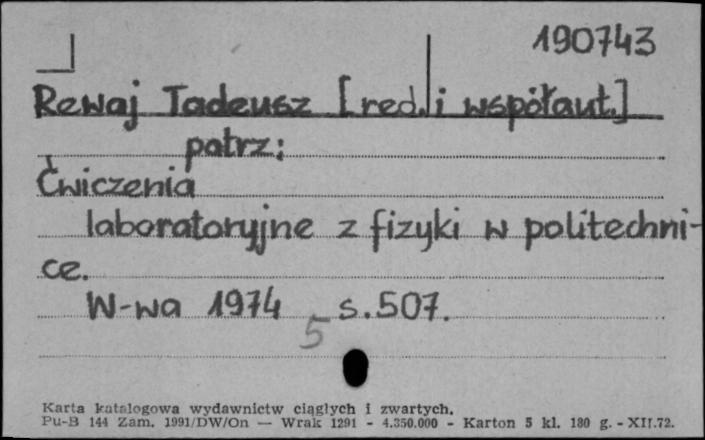 190743
Rewaj Tadeusz [red. i współaut.]
patrz:
Ćwiczenia
laboratoryjne z fizyki w politechni-
ce.
W-wa 1974 s. 507.
5
Karta katalogowa wydawnictw ciągłych i zwartych.
Pu-B 144 Zam. 1991/DW/On — Wrak 1291 - 4.350.000 - Karton 5 kl. 180 g. - XII.72.